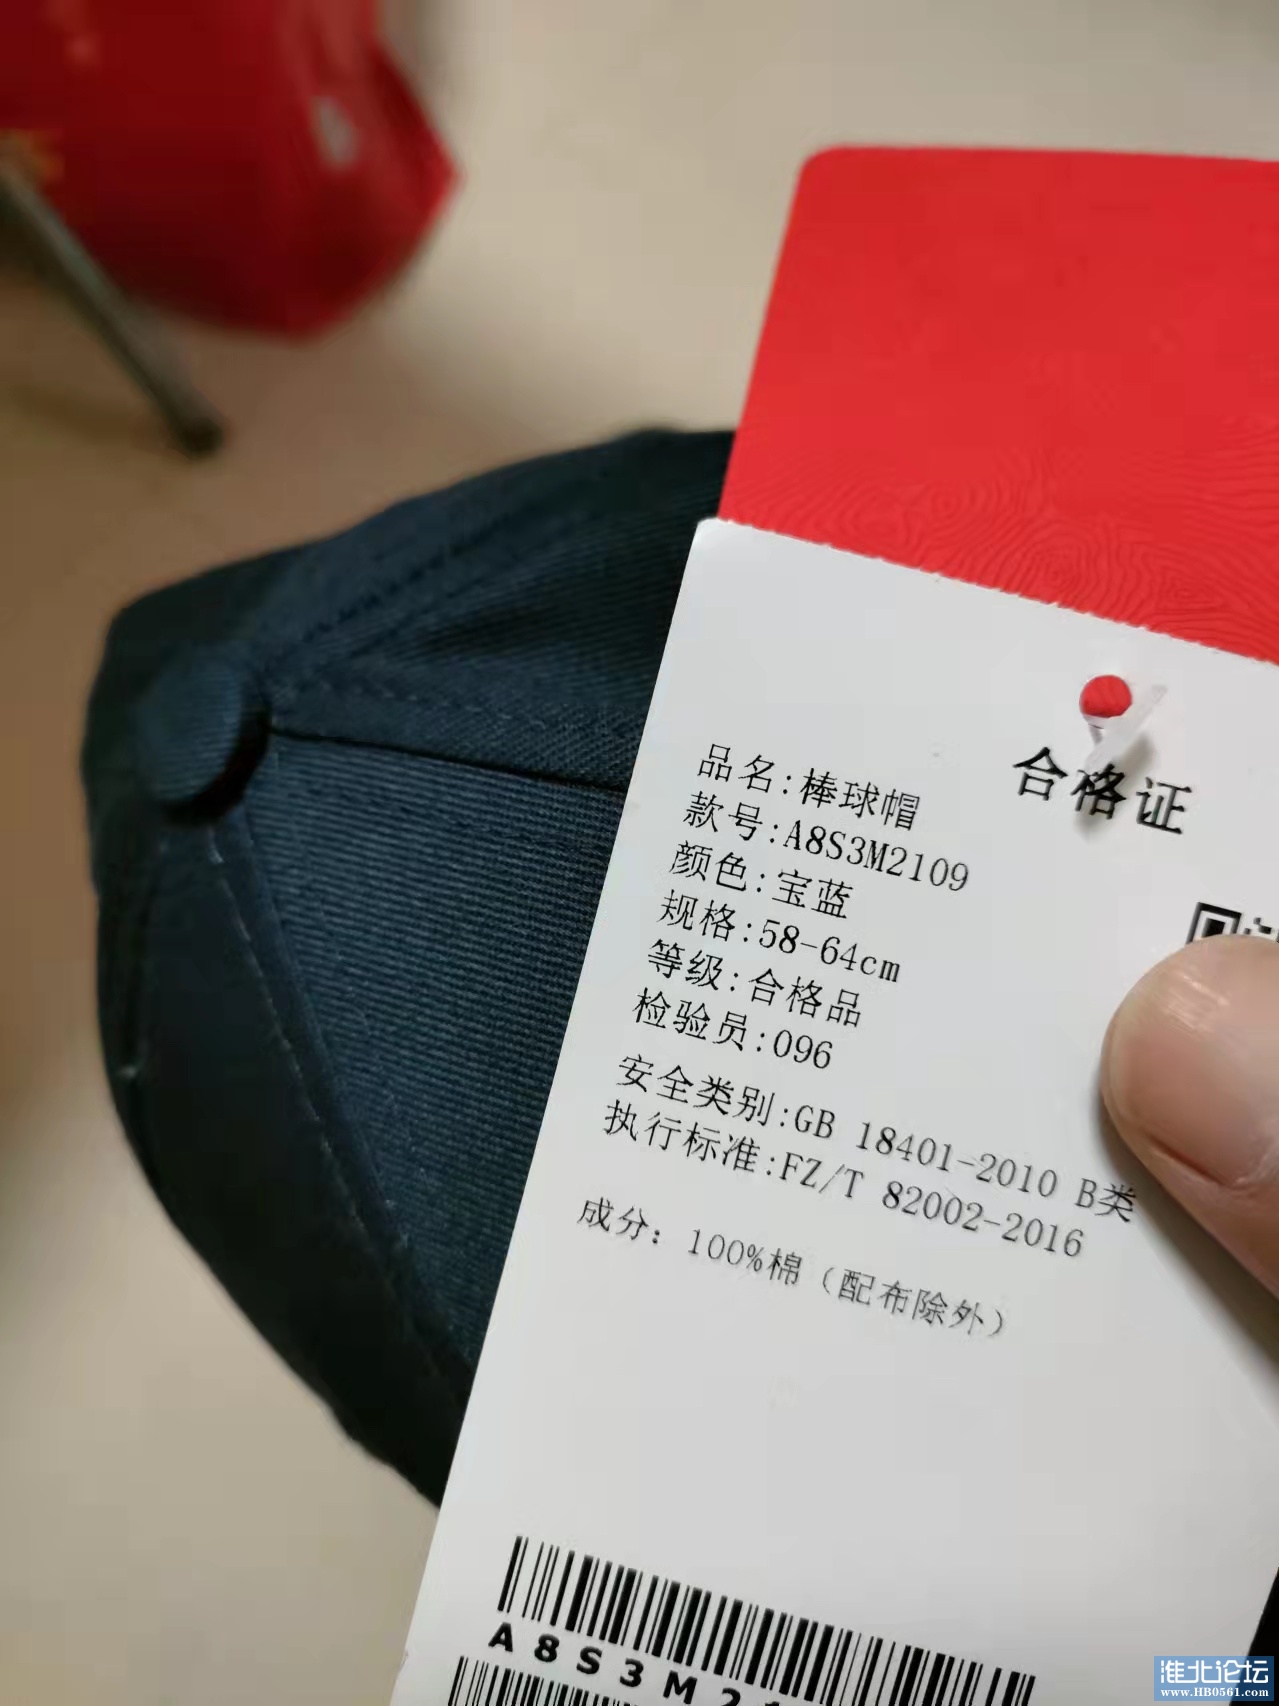 合格证
品名:棒球帽
款号:A8S3M2109
颜色:宝蓝
规格:58-64cm
等级:合格品
检验员:096
安全类别:GB 18401-2010 B类
执行标准:FZ/T 82002-2016
成分: 100%棉（配布除外）
A8S3M2
淮北论坛
www.HB0561.com